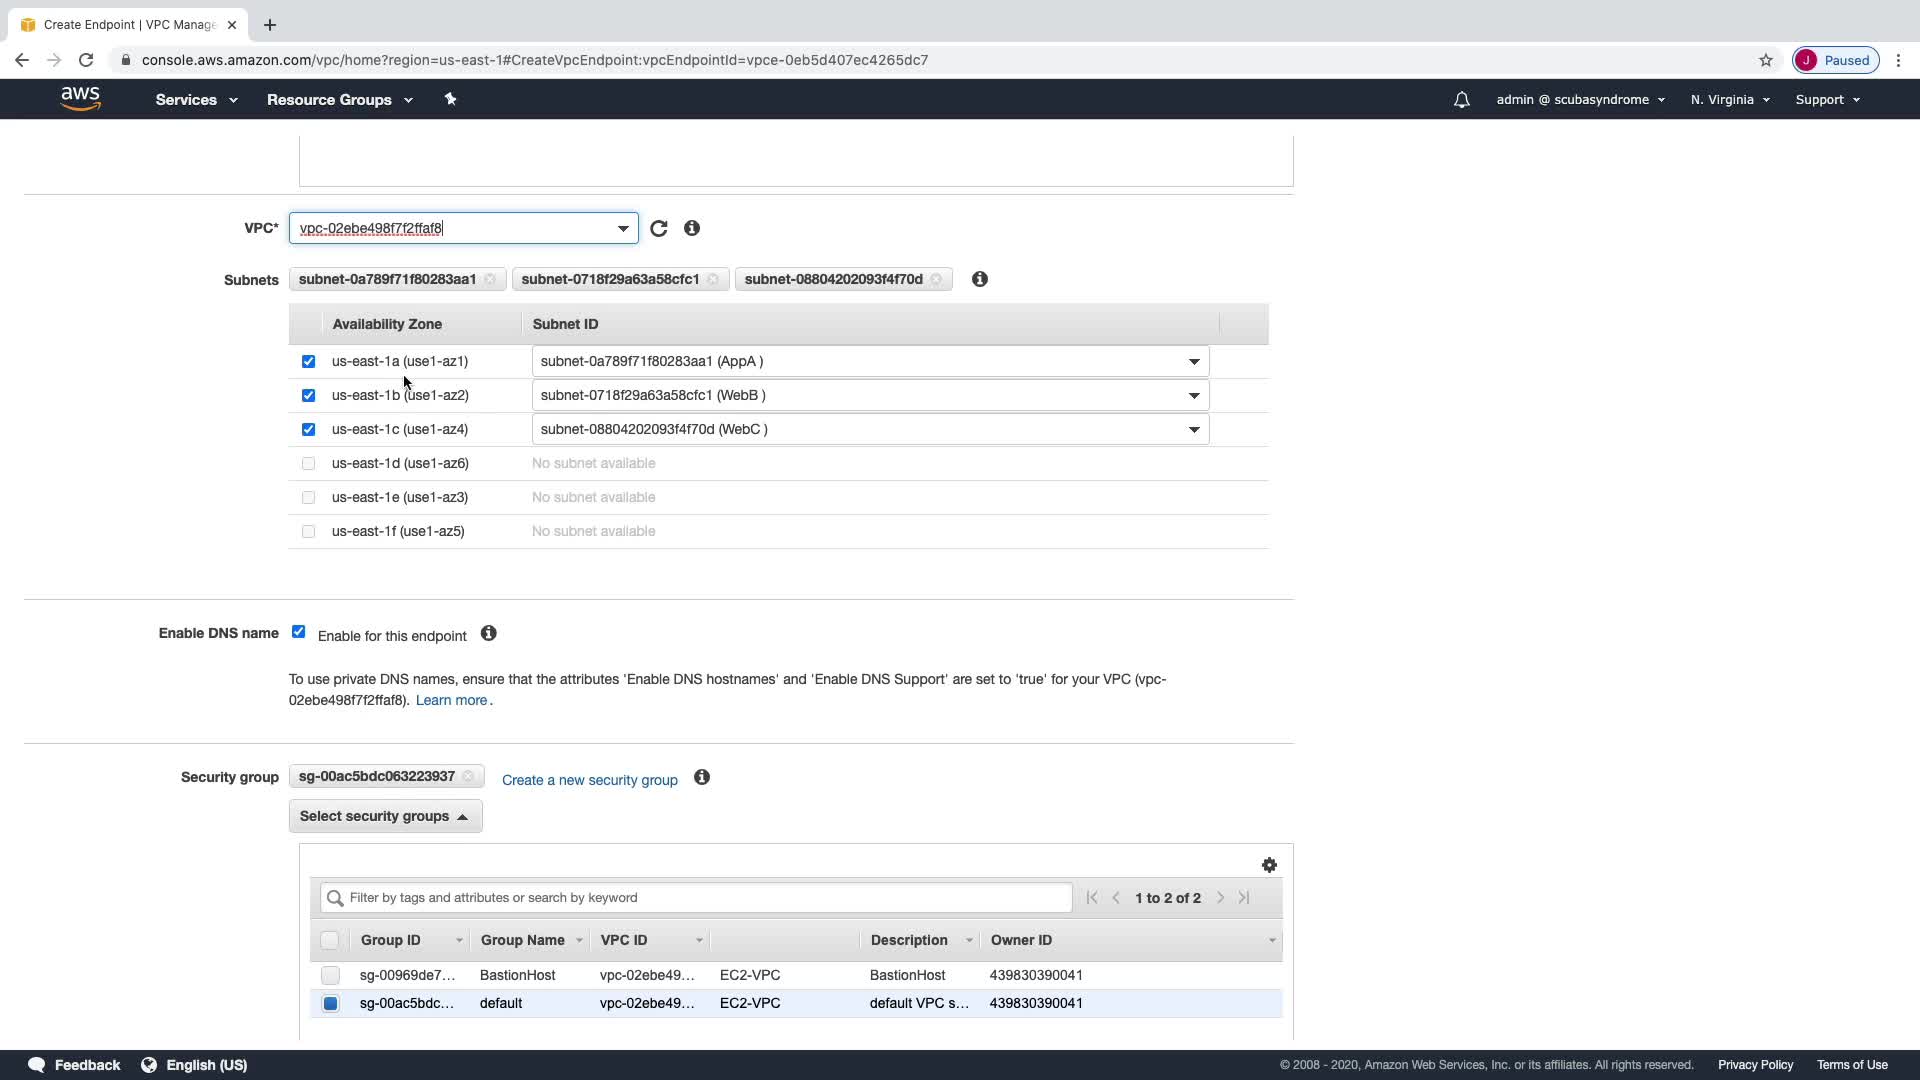 Create Endpoint | VPC Manage
console.aws.amazon.com/vpc/home?region=us-east-1#CreateVpcEndpoint:vpcEndpointId=vpce-0eb5d407ec4265dc7
J Paused
aws Services Resource Groups admin @ scubasyndrome N. Virginia Support
VPC* vpc-02ebe498f7f2ffaf8
Subnets subnet-0a789f71f80283aa1 subnet-0718f29a63a58cfc1 subnet-08804202093f4f70d
Availability Zone Subnet ID
us-east-1a (use1-az1) subnet-0a789f71f80283aa1 (AppA )
us-east-1b (use1-az2) subnet-0718f29a63a58cfc1 (WebB )
us-east-1c (use1-az4) subnet-08804202093f4f70d (WebC )
us-east-1d (use1-az6) No subnet available
us-east-1e (use1-az3) No subnet available
us-east-1f (use1-az5) No subnet available
Enable DNS name Enable for this endpoint
To use private DNS names, ensure that the attributes 'Enable DNS hostnames' and 'Enable DNS Support' are set to 'true' for your VPC (vpc-
02ebe498f7f2ffaf8). Learn more.
Security group sg-00ac5bdc063223937 Create a new security group
Select security groups
Filter by tags and attributes or search by keyword 1 to 2 of 2
Group ID Group Name VPC ID Description Owner ID
sg-00969de7... BastionHost vpc-02ebe49... EC2-VPC BastionHost 439830390041
sg-00ac5bdc... default vpc-02ebe49... EC2-VPC default VPC s... 439830390041
Feedback English (US) © 2008 - 2020, Amazon Web Services, Inc. or its affiliates. All rights reserved. Privacy Policy Terms of Use